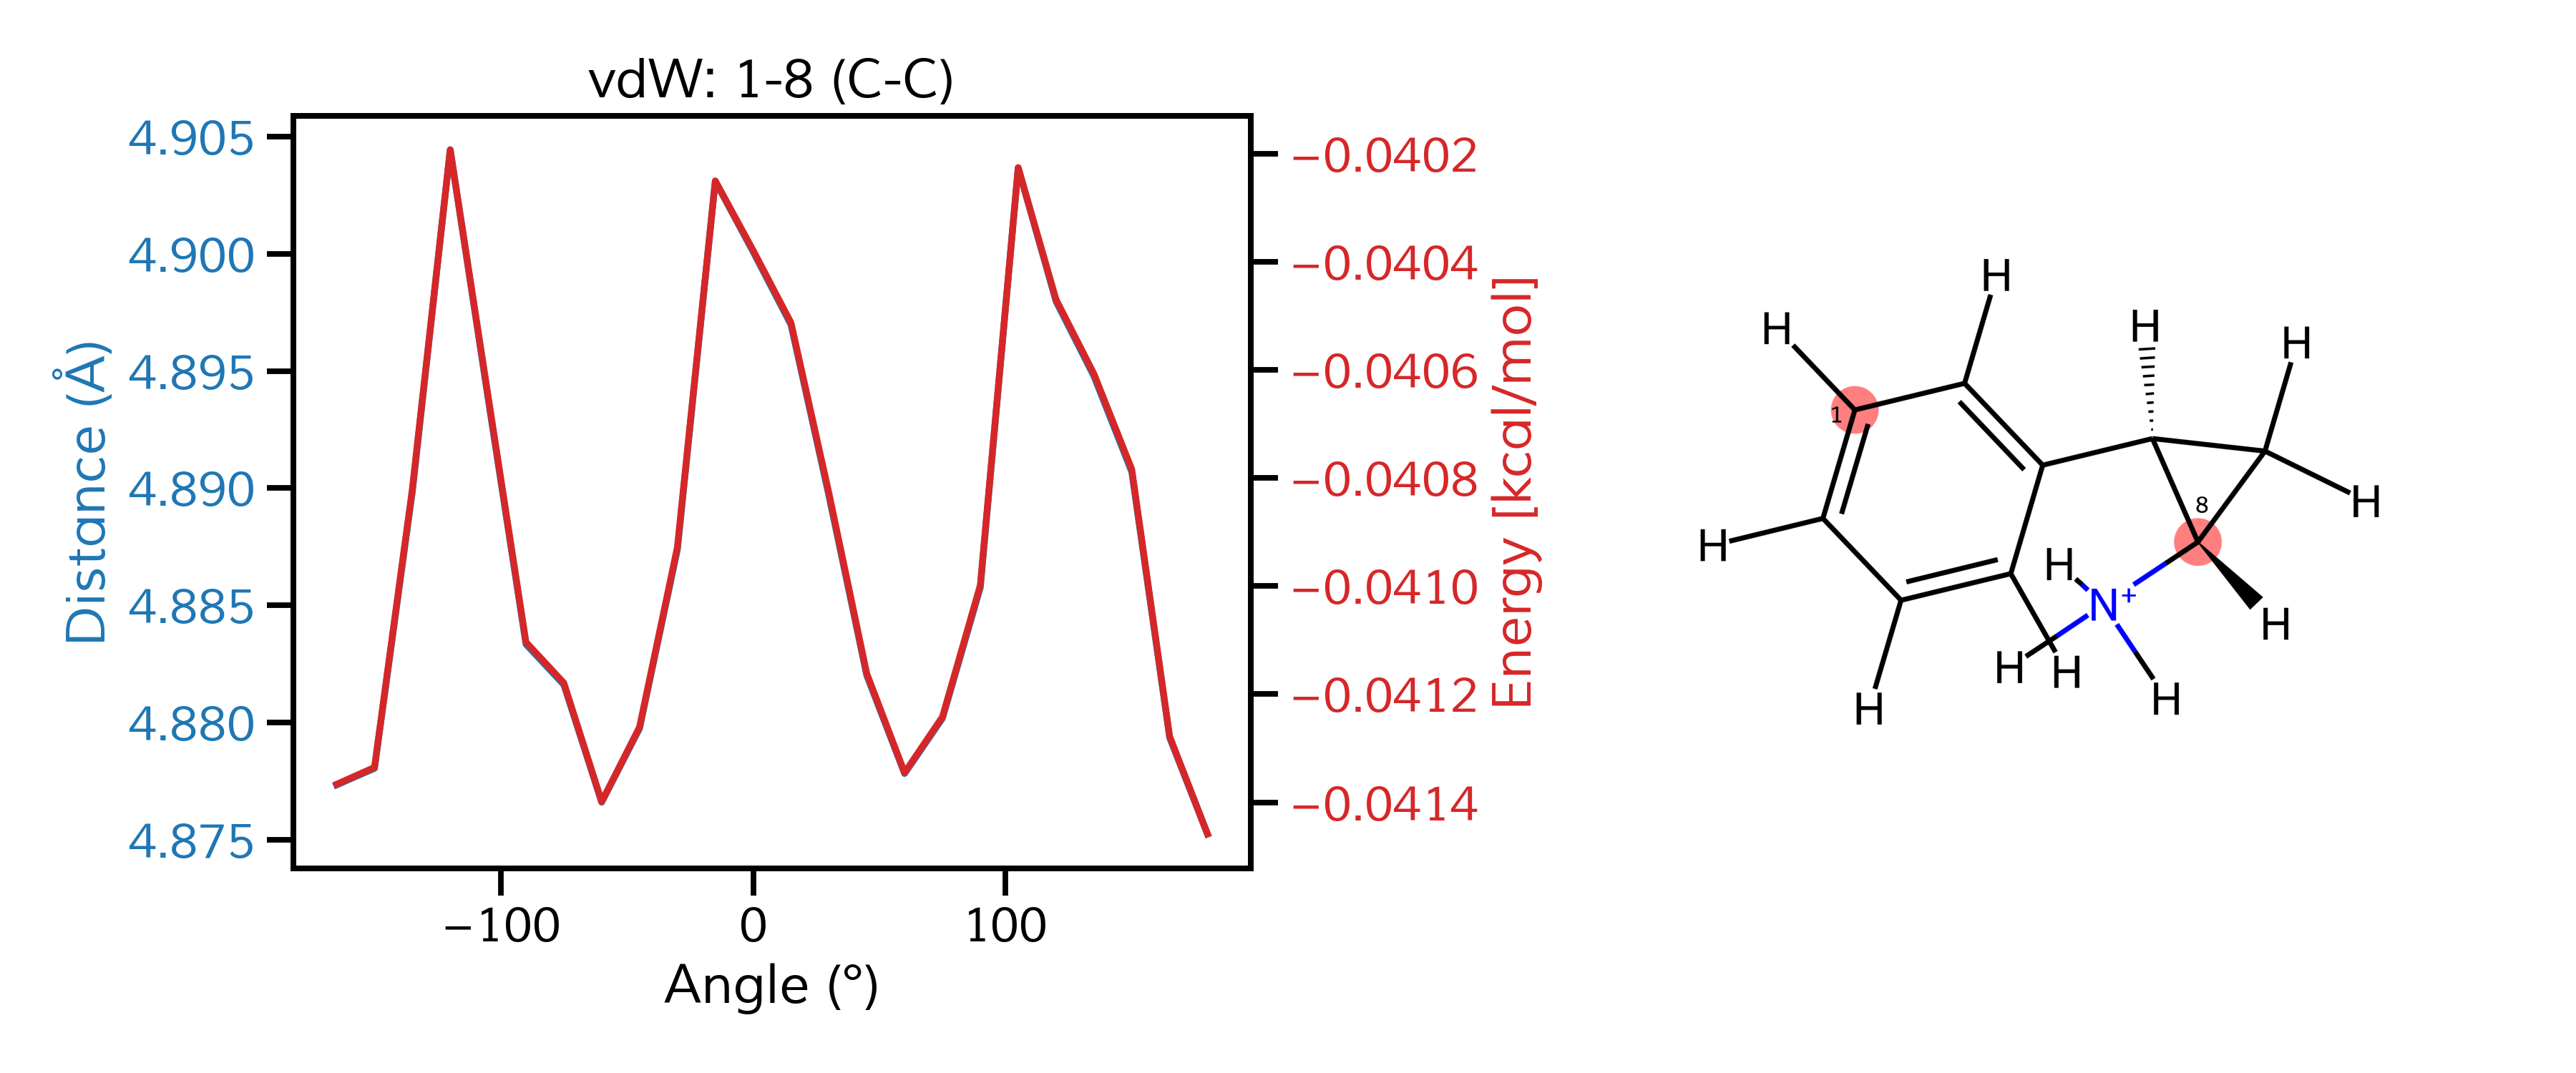 vdW: 1-8 (C-C)
4.905
4.900
4.895
4.890
4.885
4.880
4.875
Distance (Å)
−0.0402
−0.0404
−0.0406
−0.0408
−0.0410
−0.0412
−0.0414
Energy [kcal/mol]
−100 0 100
Angle (°)
H
H
H
H
1
8
H
H
H
N+
H
H
H
H
H